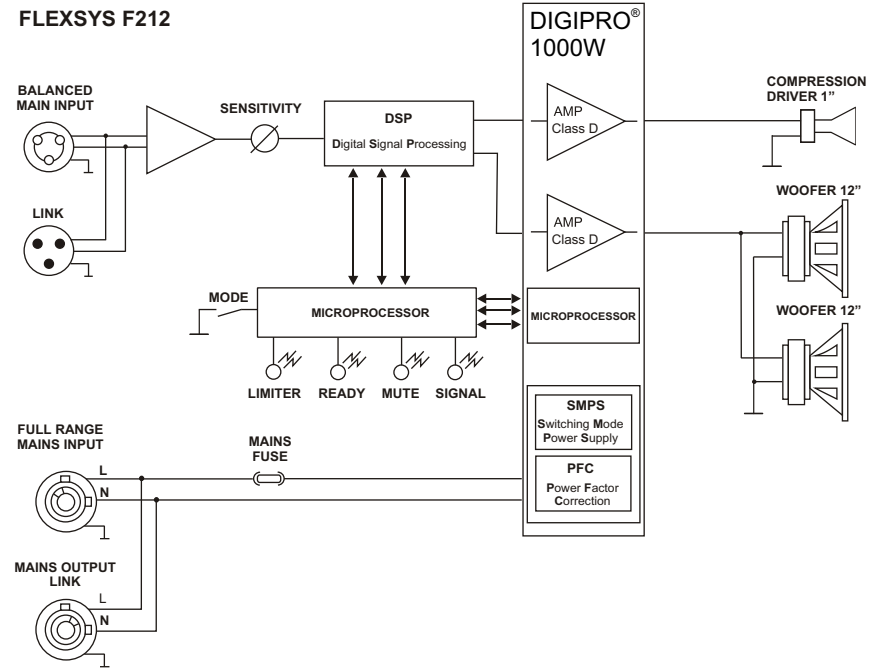 FLEXSYS F212
DIGIPRO®
1000W
BALANCED
MAIN INPUT
SENSITIVITY
DSP
Digital Signal Processing
AMP
Class D
COMPRESSION
DRIVER 1”
LINK
AMP
Class D
WOOFER 12”
MODE
MICROPROCESSOR
MICROPROCESSOR
WOOFER 12”
LIMITER
READY
MUTE
SIGNAL
SMPS
Switching Mode
Power Supply
PFC
Power Factor
Correction
FULL RANGE
MAINS INPUT
L
N
MAINS
FUSE
MAINS OUTPUT
LINK
L
N